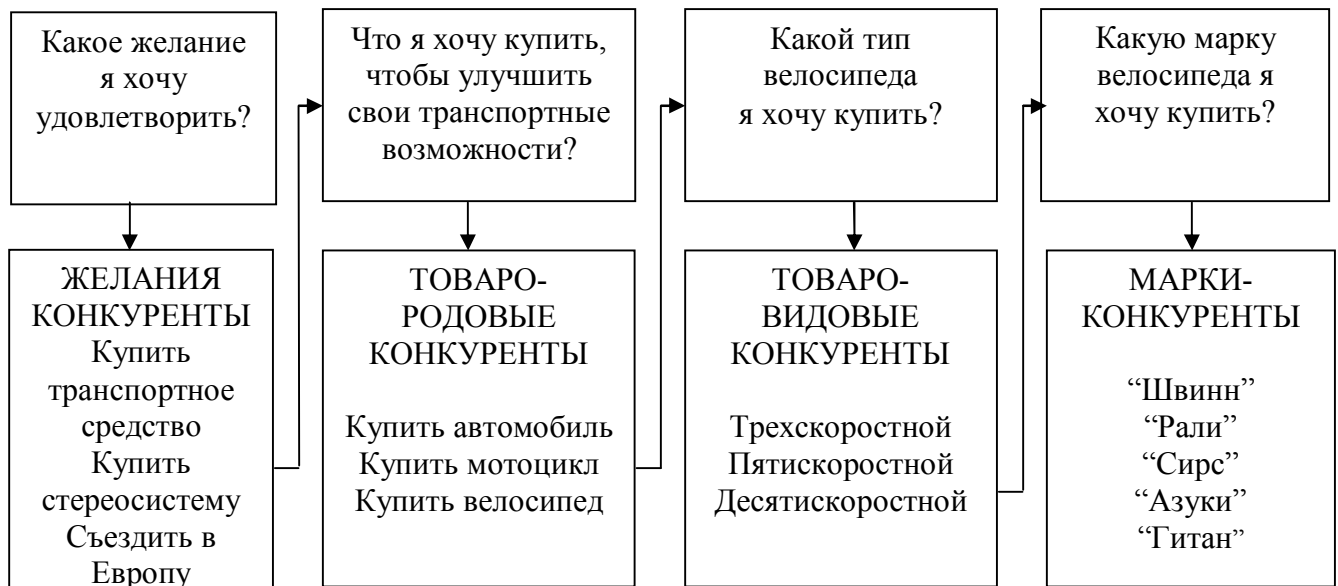 Какое желание
я хочу
удовлетворить?
Что я хочу купить,
чтобы улучшить
свои транспортные
возможности?
Какой тип
велосипеда
я хочу купить?
Какую марку
велосипеда я
хочу купить?
ЖЕЛАНИЯ
КОНКУРЕНТЫ
Купить
транспортное
средство
Купить
стереосистему
Съездить в
Европу
ТОВАРО-
РОДОВЫЕ
КОНКУРЕНТЫ
Купить автомобиль
Купить мотоцикл
Купить велосипед
ТОВАРО-
ВИДОВЫЕ
КОНКУРЕНТЫ
Трехскоростной
Пятискоростной
Десятискоростной
МАРКИ-
КОНКУРЕНТЫ
“Швинн”
“Рали”
“Сирс”
“Азуки”
“Гитан”